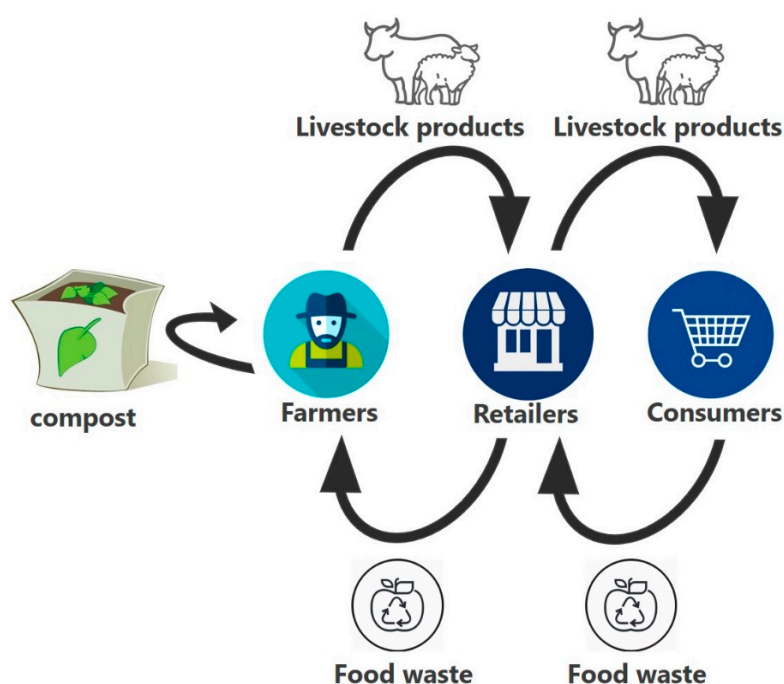 Livestock products
Livestock products
compost
Farmers
Retailers
Consumers
Food waste
Food waste